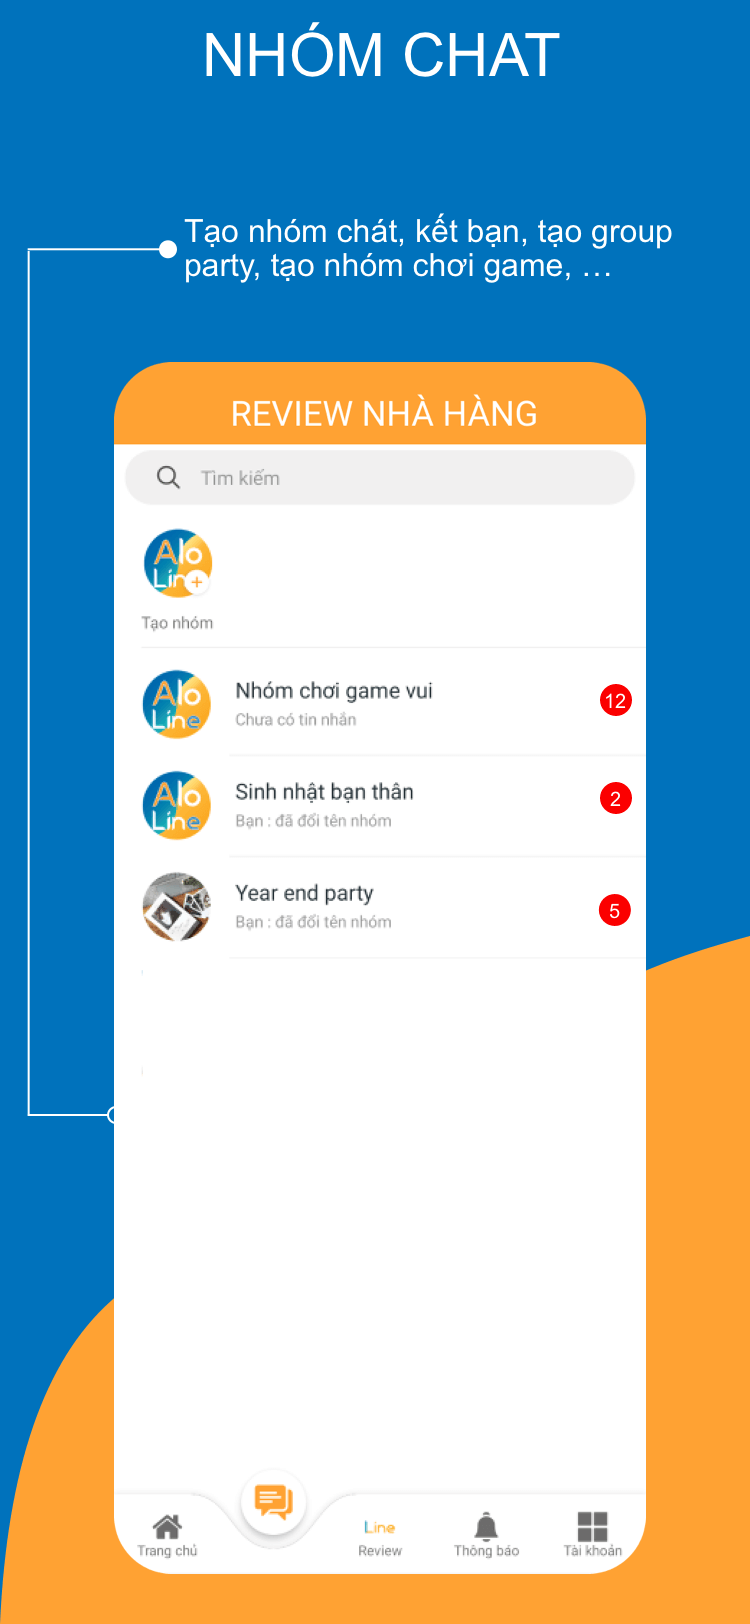 NHÓM CHAT
Tạo nhóm chát, kết bạn, tạo group
party, tạo nhóm chơi game, ...
REVIEW NHÀ HÀNG
Tìm kiếm
Alo
Line
Tạo nhóm
Alo
Line
Nhóm chơi game vui
Chưa có tin nhắn
12
Alo
Line
Sinh nhật bạn thân
Bạn : đã đổi tên nhóm
2
Year end party
Bạn : đã đổi tên nhóm
5
Line
Trang chủ
Review
Thông báo
Tài khoản